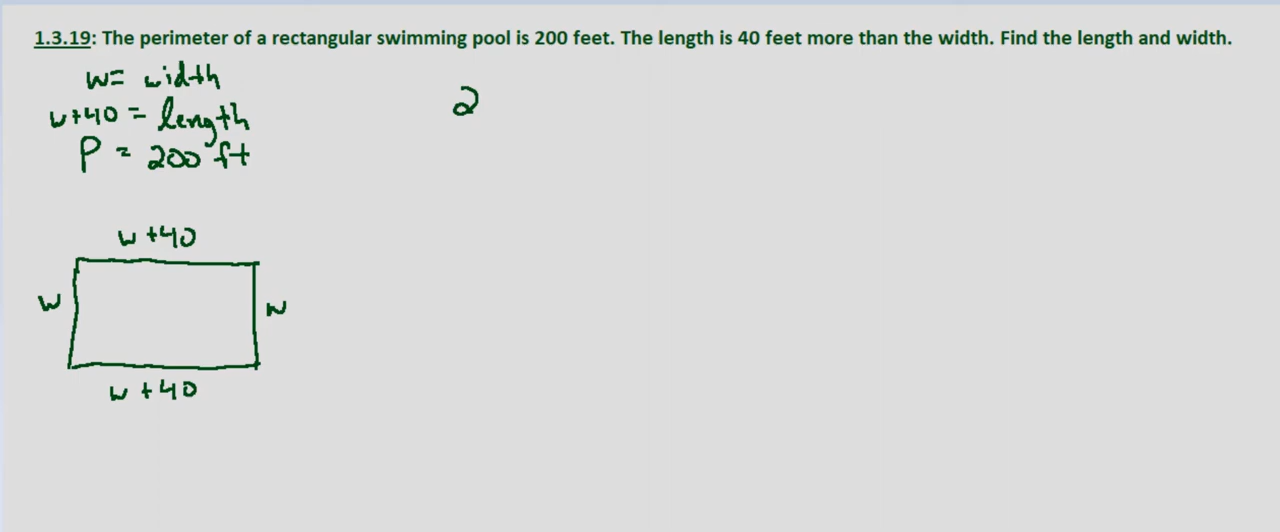 1.3.19: The perimeter of a rectangular swimming pool is 200 feet. The length is 40 feet more than the width. Find the length and width.
w = width
w+40 = length
P = 200 ft
2
w +40
w
w
w +40